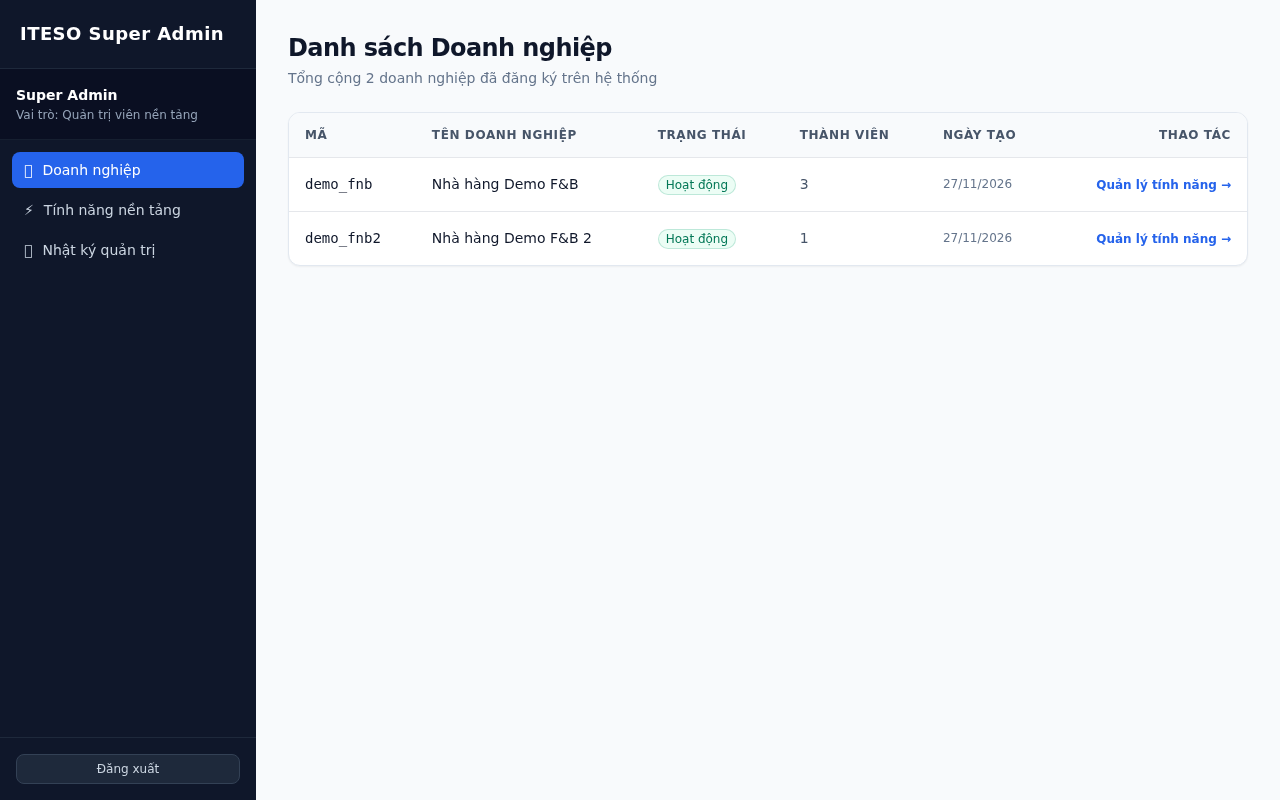 ITESO Super Admin
Super Admin
Vai trò: Quản trị viên nền tảng
Doanh nghiệp
⚡ Tính năng nền tảng
Nhật ký quản trị
Đăng xuất
Danh sách Doanh nghiệp
Tổng cộng 2 doanh nghiệp đã đăng ký trên hệ thống
MÃ TÊN DOANH NGHIỆP TRẠNG THÁI THÀNH VIÊN NGÀY TẠO THAO TÁC
demo_fnb Nhà hàng Demo F&B Hoạt động 3 27/11/2026 Quản lý tính năng →
demo_fnb2 Nhà hàng Demo F&B 2 Hoạt động 1 27/11/2026 Quản lý tính năng →